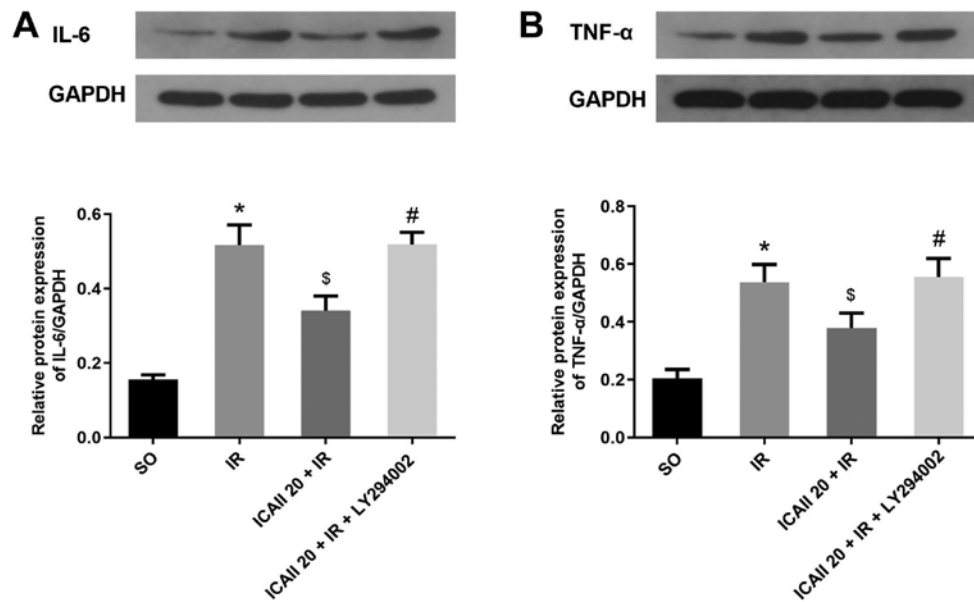 A
IL-6
GAPDH
Relative protein expression
of IL-6/GAPDH
0.6
0.4
0.2
0.0
*
$
#
SO
IR
ICAII 20 + IR
ICAII 20 + IR + LY294002
B
TNF-α
GAPDH
Relative protein expression
of TNF-α/GAPDH
0.8
0.6
0.4
0.2
0.0
*
$
#
SO
IR
ICAII 20 + IR
ICAII 20 + IR + LY294002